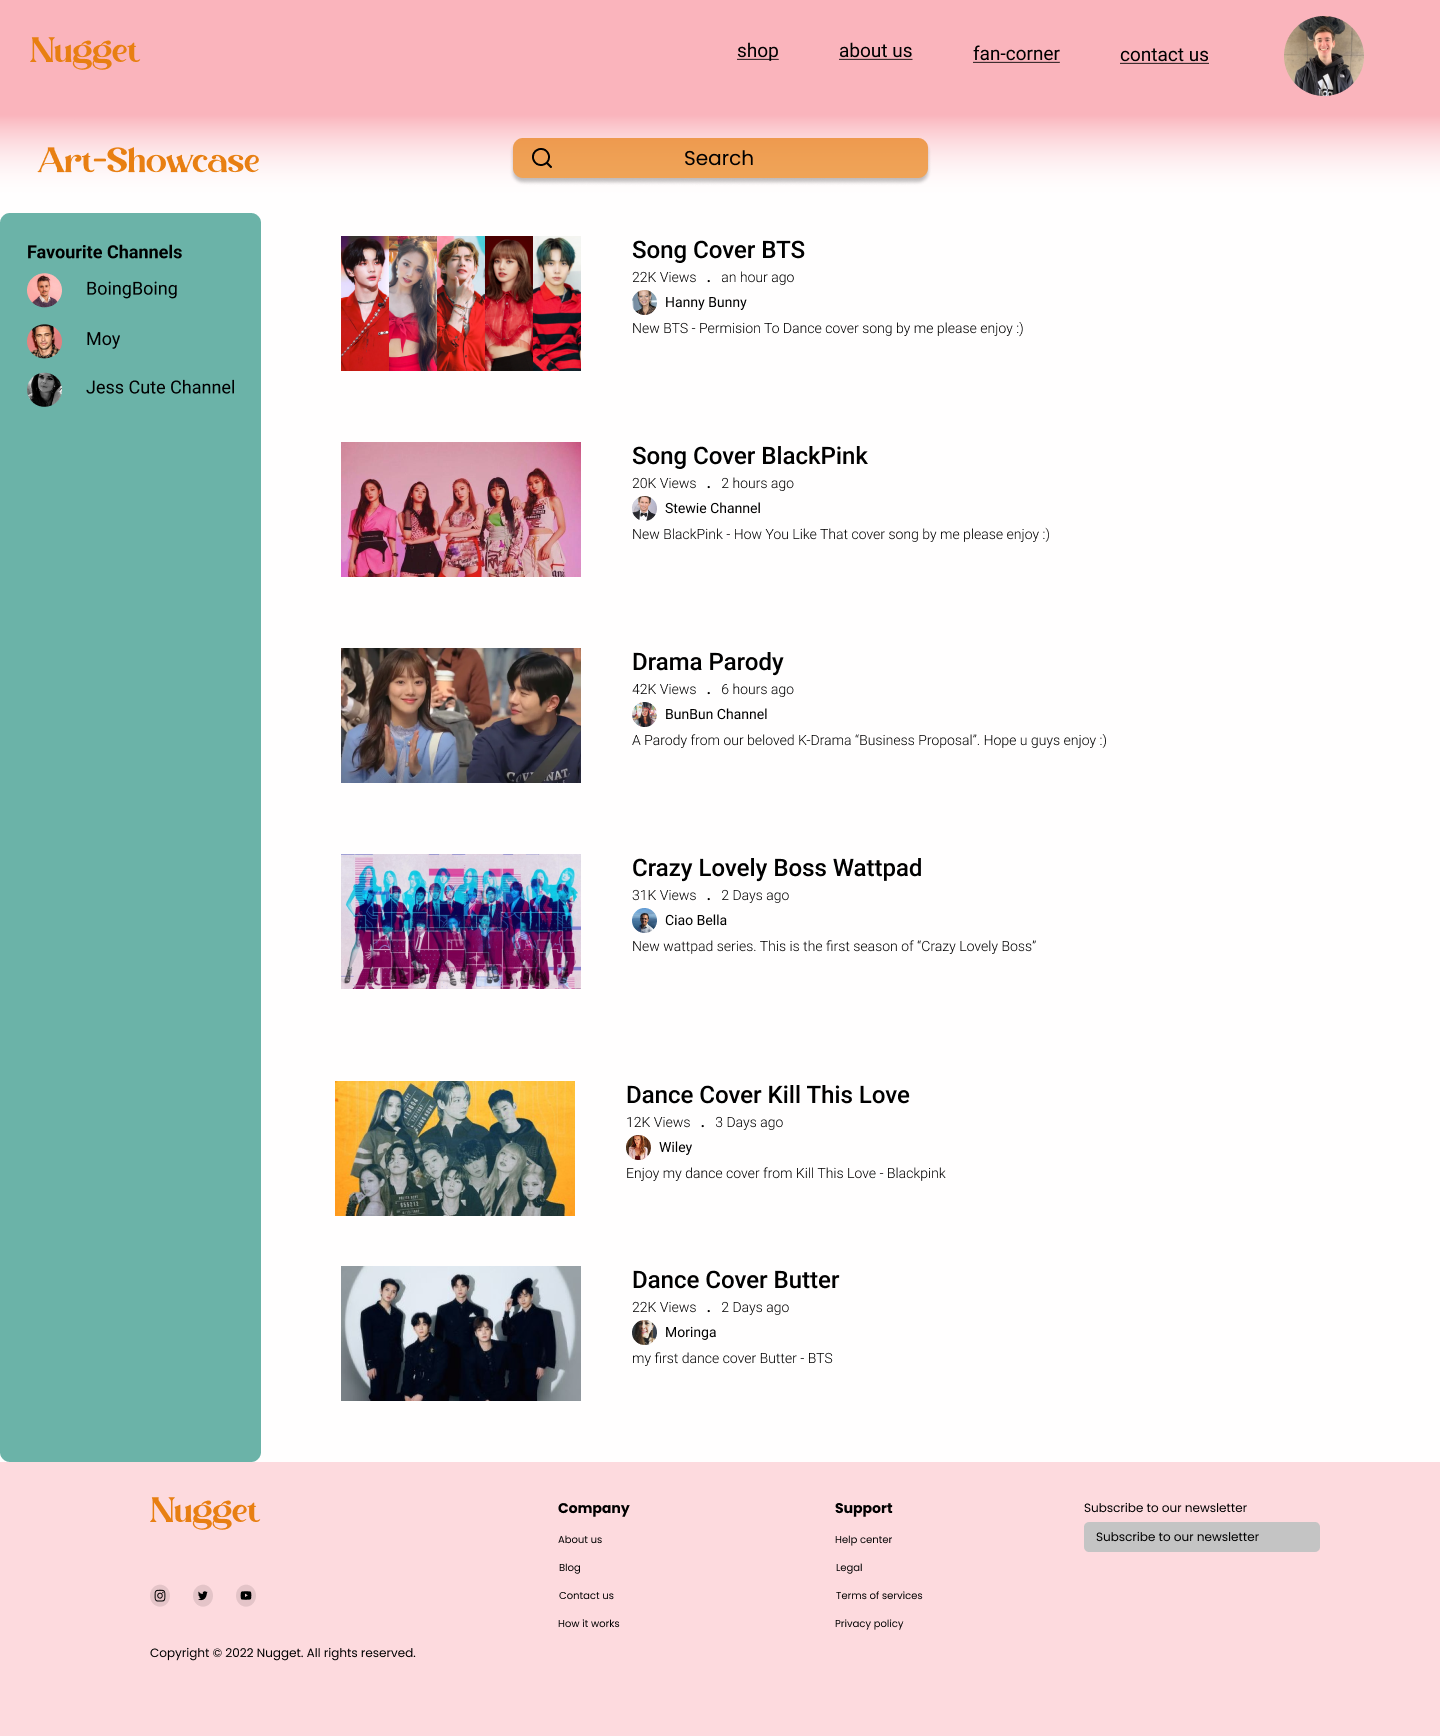 Nugget
shop
about us
fan-corner
contact us
Art-Showcase
Search
Favourite Channels
BoingBoing
Moy
Jess Cute Channel
Song Cover BTS
22K Views . an hour ago
Hanny Bunny
New BTS - Permision To Dance cover song by me please enjoy :)
Song Cover BlackPink
20K Views . 2 hours ago
Stewie Channel
New BlackPink - How You Like That cover song by me please enjoy :)
Drama Parody
42K Views . 6 hours ago
BunBun Channel
A Parody from our beloved K-Drama “Business Proposal”. Hope u guys enjoy :)
Crazy Lovely Boss Wattpad
31K Views . 2 Days ago
Ciao Bella
New wattpad series. This is the first season of “Crazy Lovely Boss”
Dance Cover Kill This Love
12K Views . 3 Days ago
Wiley
Enjoy my dance cover from Kill This Love - Blackpink
Dance Cover Butter
22K Views . 2 Days ago
Moringa
my first dance cover Butter - BTS
Nugget
Copyright © 2022 Nugget. All rights reserved.
Company
About us
Blog
Contact us
How it works
Support
Help center
Legal
Terms of services
Privacy policy
Subscribe to our newsletter
Subscribe to our newsletter